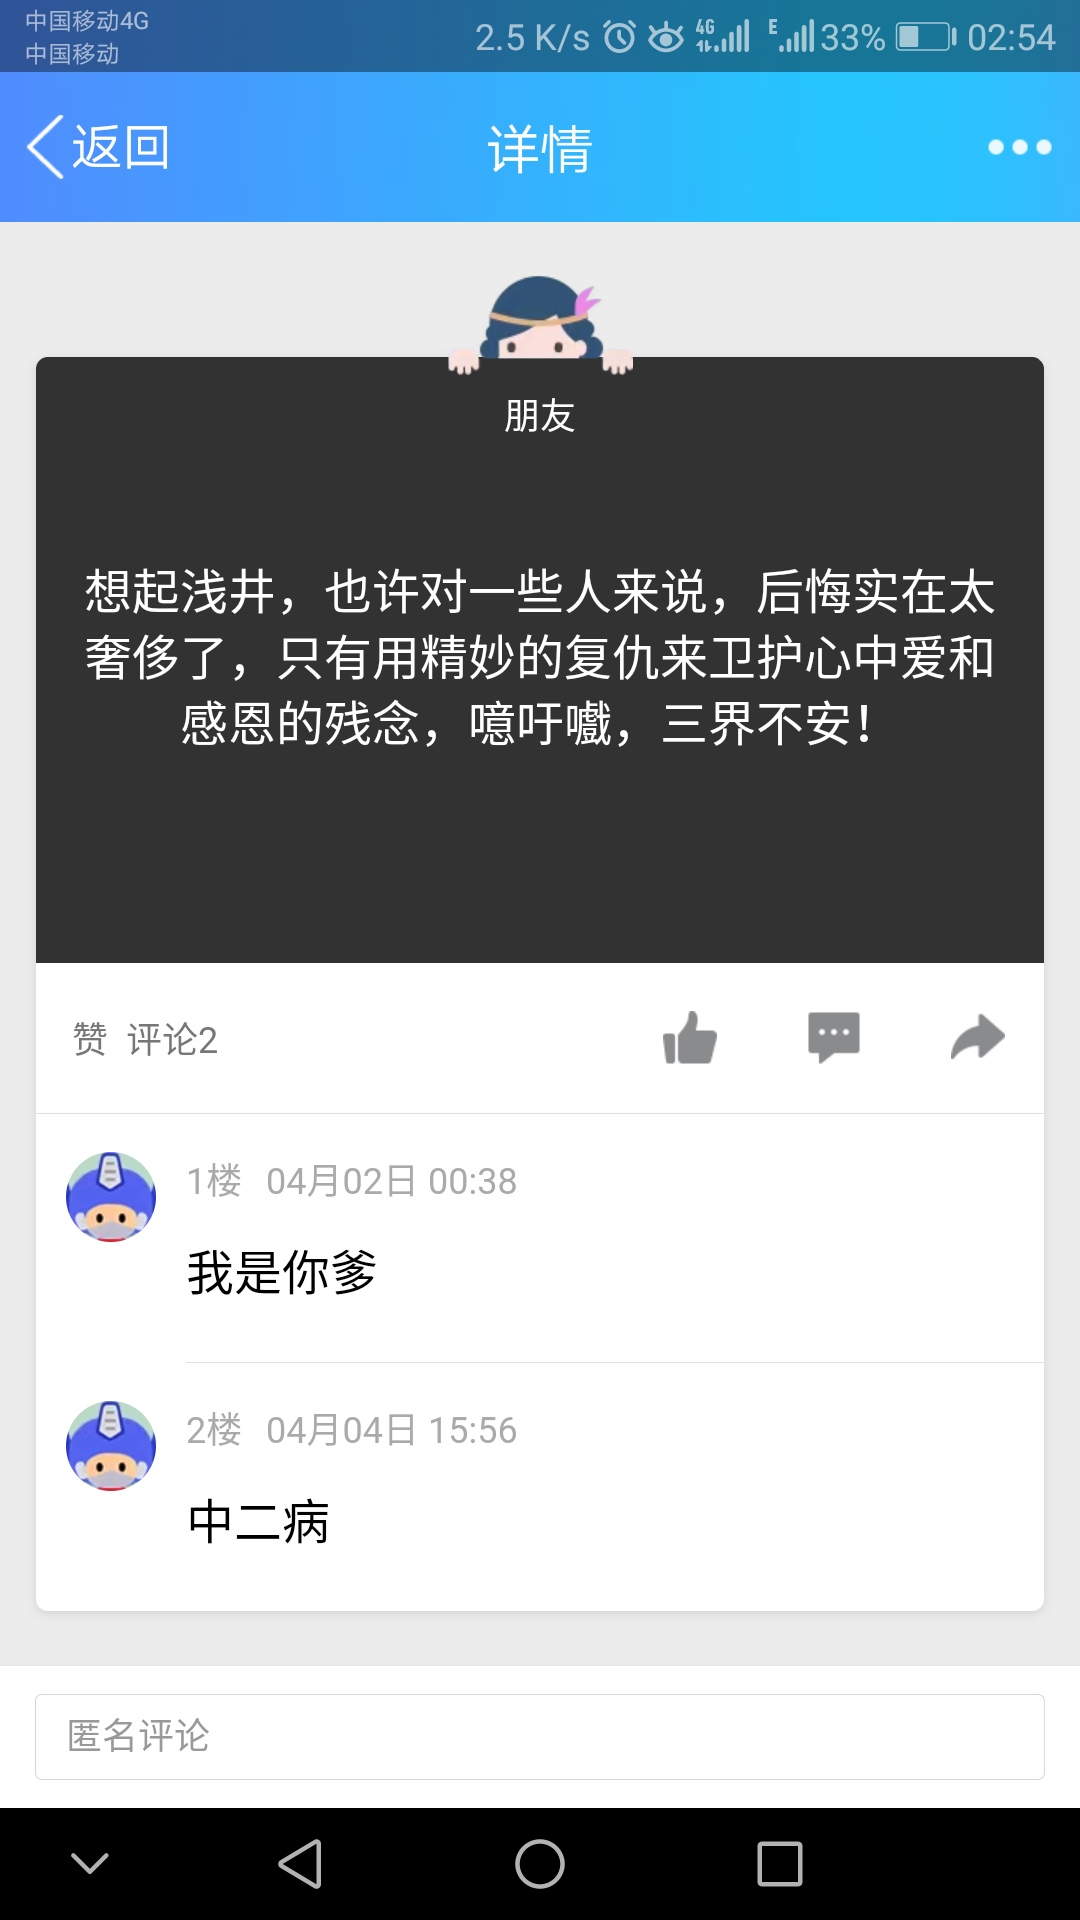 中国移动4G
中国移动
2.5 K/s 4G E 33% 02:54
返回 详情
朋友
想起浅井，也许对一些人来说，后悔实在太
奢侈了，只有用精妙的复仇来卫护心中爱和
感恩的残念，噫吁嚱，三界不安！
赞 评论2
1楼 04月02日 00:38
我是你爹
2楼 04月04日 15:56
中二病
匿名评论